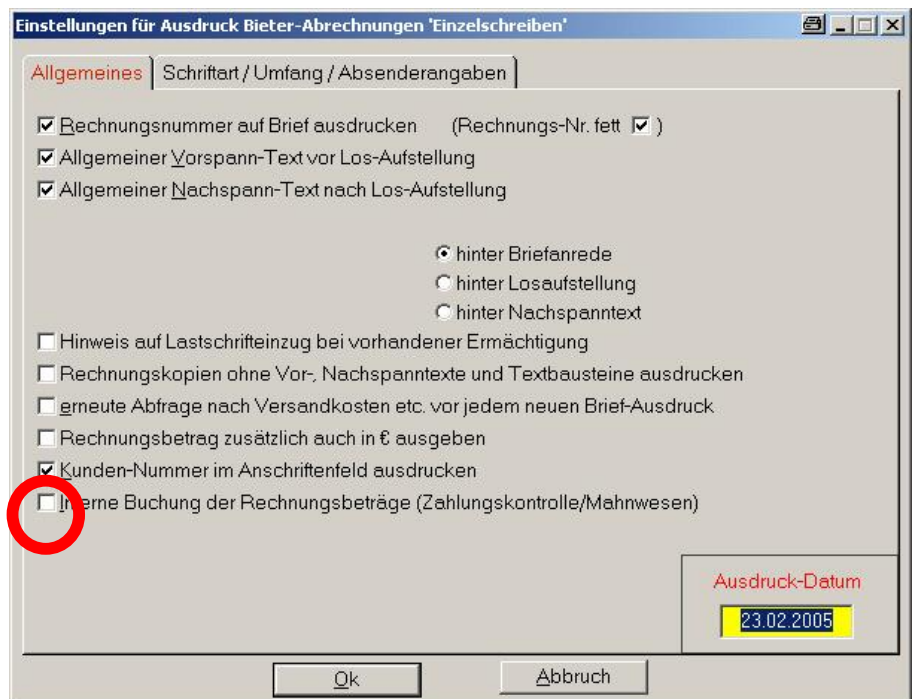 Einstellungen für Ausdruck Bieter-Abrechnungen 'Einzelschreiben'
Allgemeines Schriftart / Umfang / Absenderangaben
Rechnungsnummer auf Brief ausdrucken (Rechnungs-Nr. fett )
Allgemeiner Vorspann-Text vor Los-Aufstellung
Allgemeiner Nachspann-Text nach Los-Aufstellung
hinter Briefanrede
hinter Losaufstellung
hinter Nachspanntext
Hinweis auf Lastschrifteinzug bei vorhandener Ermächtigung
Rechnungskopien ohne Vor-, Nachspanntexte und Textbausteine ausdrucken
erneute Abfrage nach Versandkosten etc. vor jedem neuen Brief-Ausdruck
Rechnungsbetrag zusätzlich auch in € ausgeben
Kunden-Nummer im Anschriftenfeld ausdrucken
Interne Buchung der Rechnungsbeträge (Zahlungskontrolle/Mahnwesen)
Ausdruck-Datum
23.02.2005
Ok Abbruch